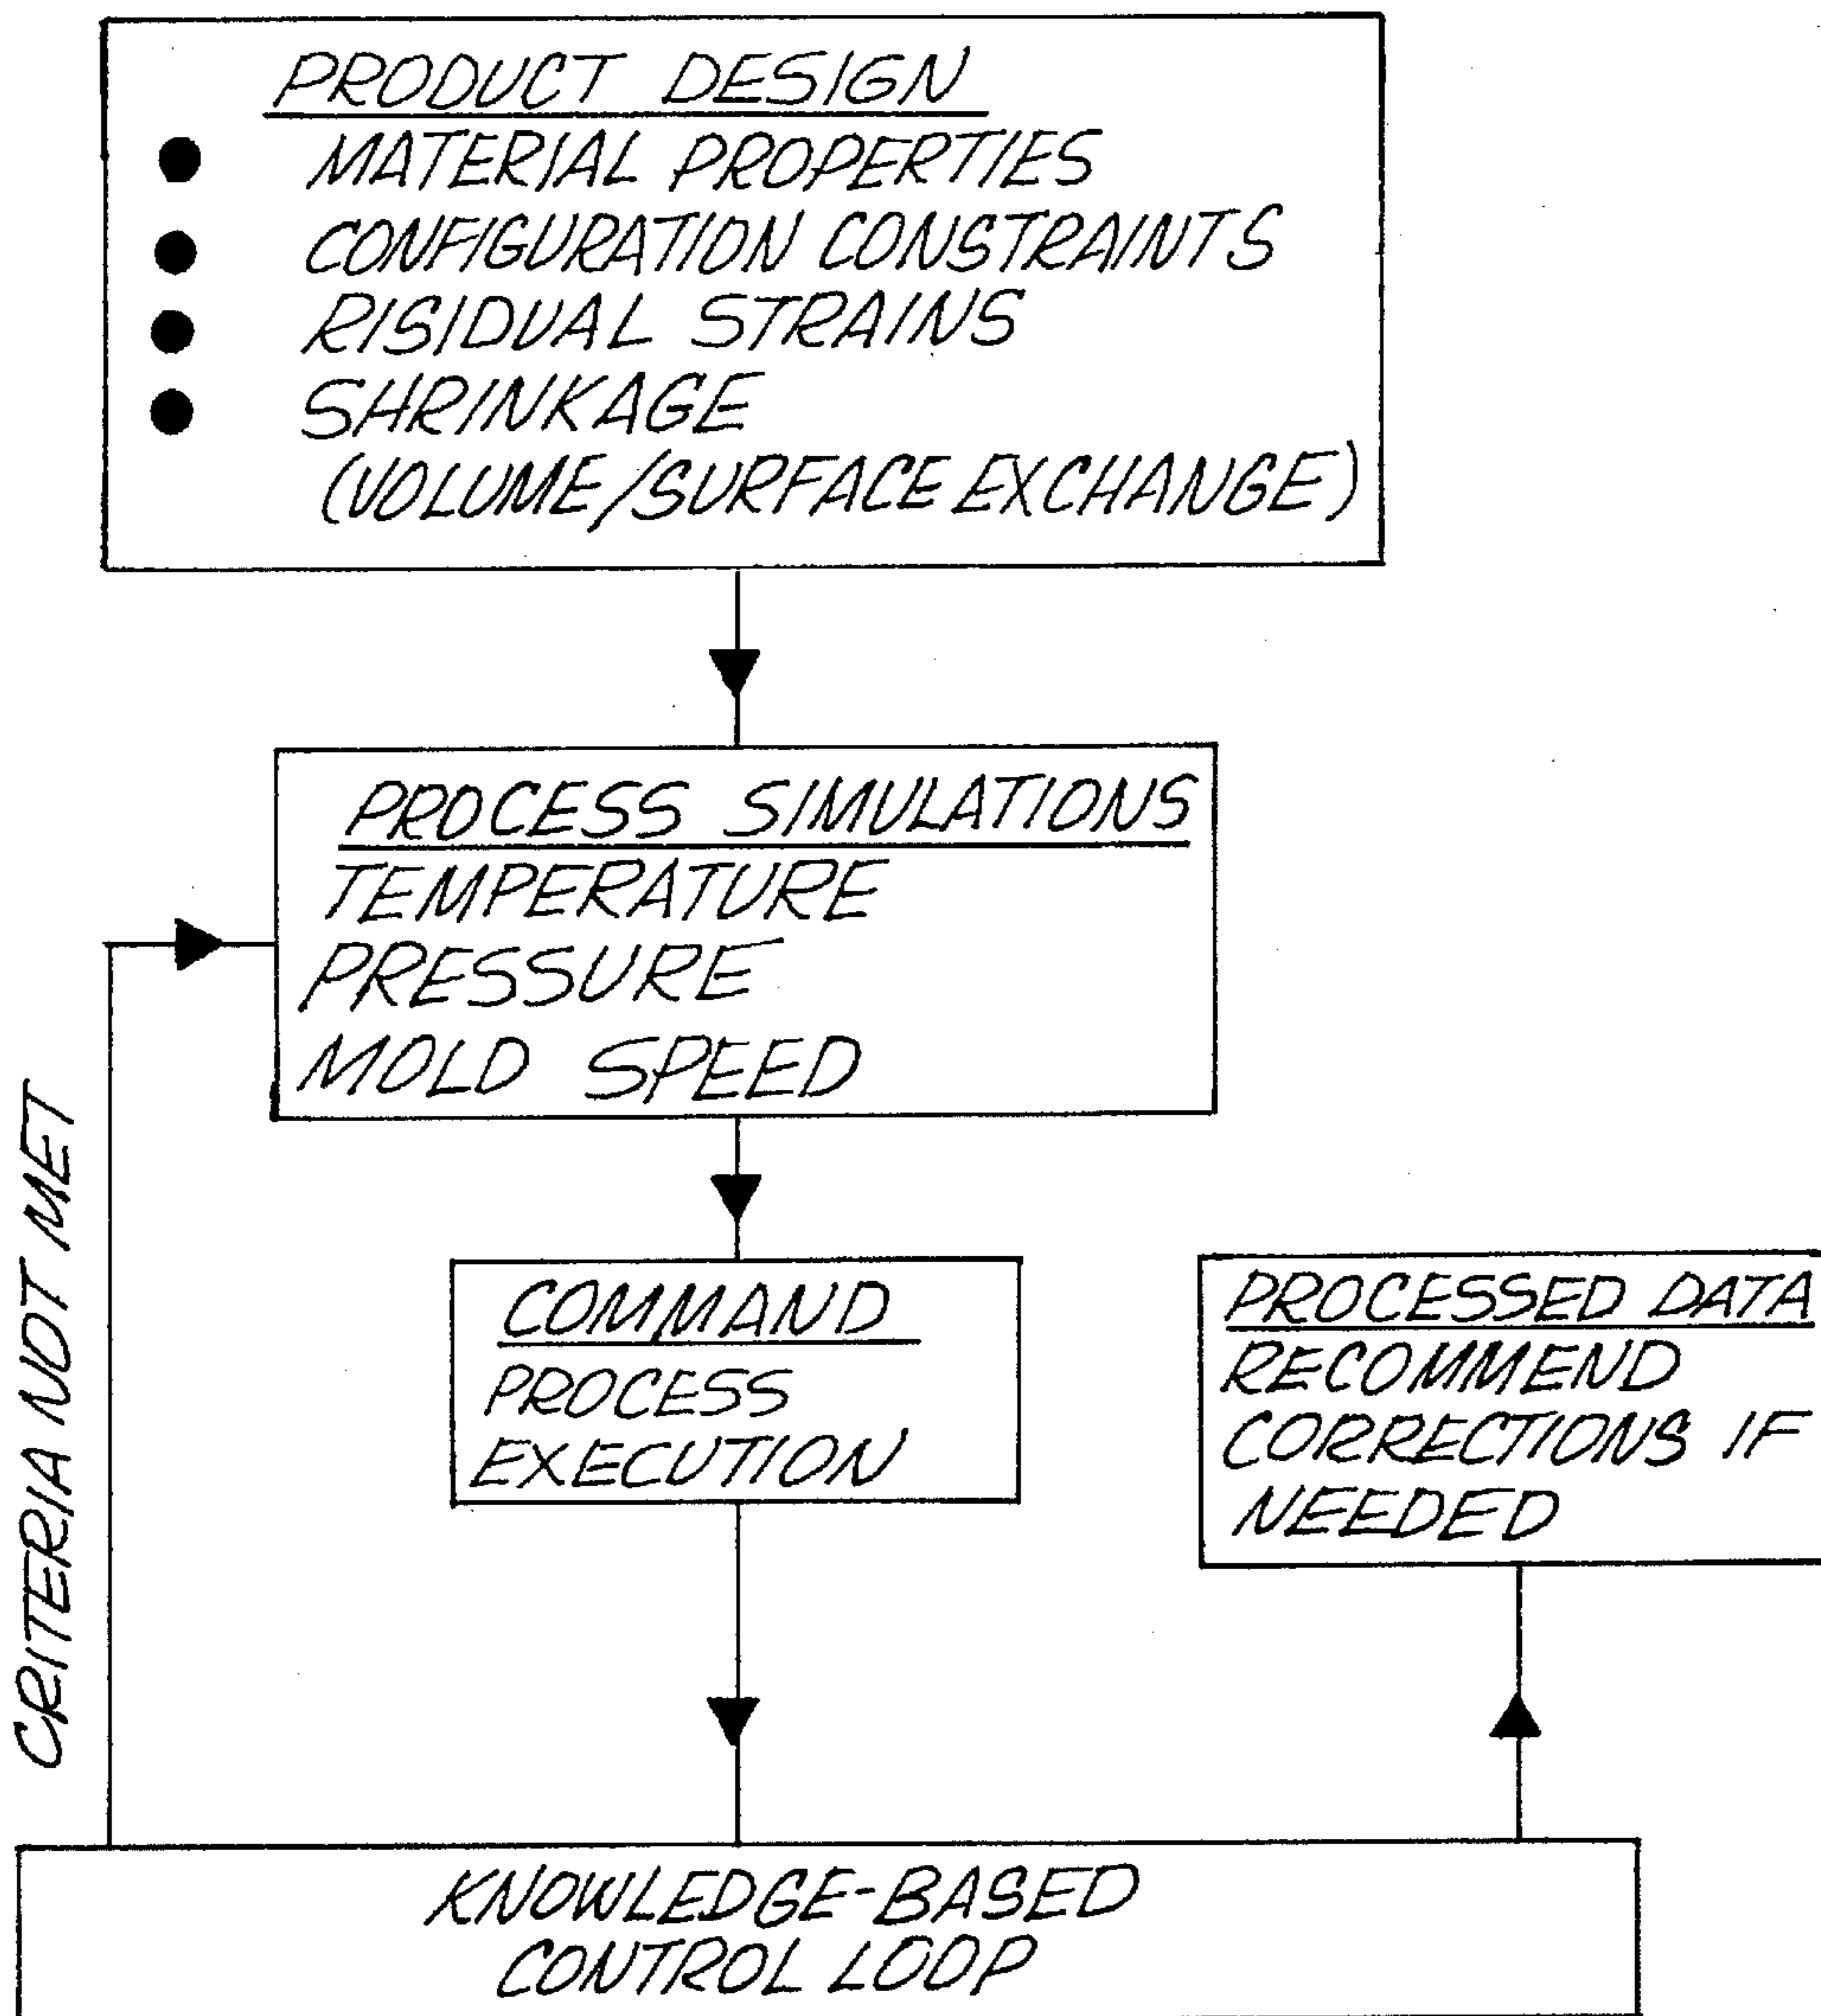 PRODUCT DESIGN
● MATERIAL PROPERTIES
● CONFIGURATION CONSTRAINTS
● RISIDUAL STRAINS
● SHRINKAGE
(VOLUME/SURFACE EXCHANGE)
PROCESS SIMULATIONS
TEMPERATURE
PRESSURE
MOLD SPEED
CRITERIA NOT MET
COMMAND
PROCESS
EXECUTION
PROCESSED DATA
RECOMMEND
CORRECTIONS IF
NEEDED
KNOWLEDGE-BASED
CONTROL LOOP